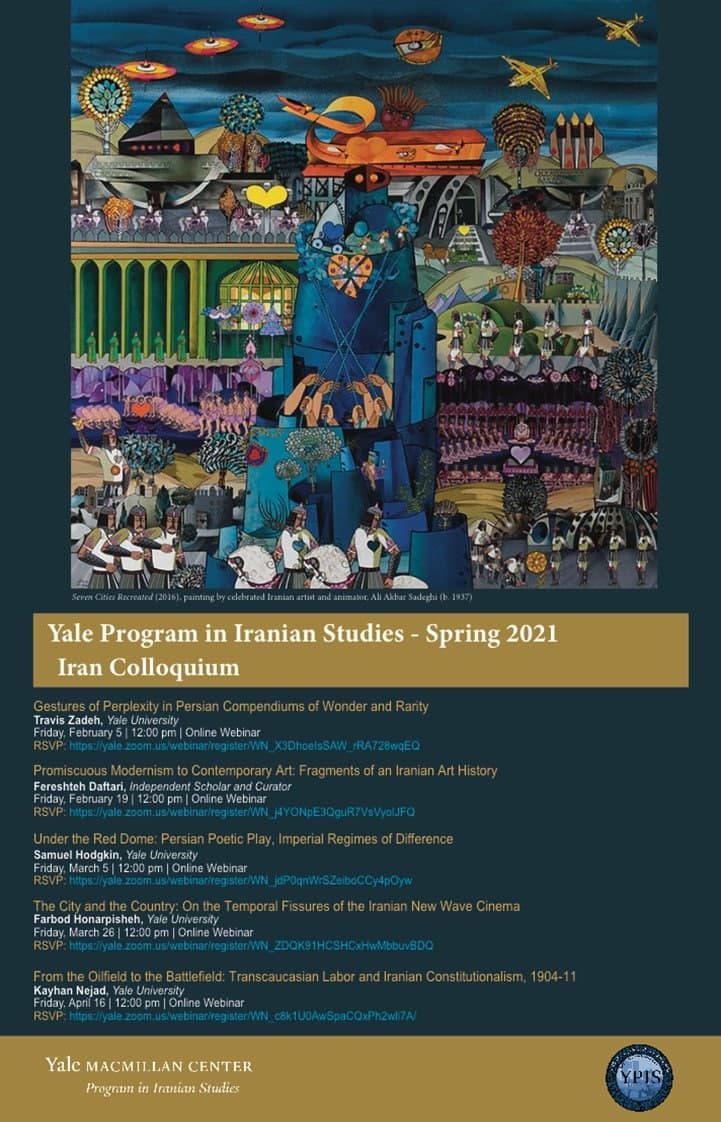 Seven Cities Recreated (2016), painting by celebrated Iranian artist and animator, Ali Akbar Sadeghi (b. 1937)
Yale Program in Iranian Studies - Spring 2021
Iran Colloquium
Gestures of Perplexity in Persian Compendiums of Wonder and Rarity
Travis Zadeh, Yale University
Friday, February 5 | 12:00 pm | Online Webinar
RSVP: https://yale.zoom.us/webinar/register/WN_X3DhoeIsSAW_rRA728wqEQ
Promiscuous Modernism to Contemporary Art: Fragments of an Iranian Art History
Fereshteh Daftari, Independent Scholar and Curator
Friday, February 19 | 12:00 pm | Online Webinar
RSVP: https://yale.zoom.us/webinar/register/WN_j4YONpE3QguR7VsVyolJFQ
Under the Red Dome: Persian Poetic Play, Imperial Regimes of Difference
Samuel Hodgkin, Yale University
Friday, March 5 | 12:00 pm | Online Webinar
RSVP: https://yale.zoom.us/webinar/register/WN_jdP0qnWrSZeiboCCy4pOyw
The City and the Country: On the Temporal Fissures of the Iranian New Wave Cinema
Farbod Honarpisheh, Yale University
Friday, March 26 | 12:00 pm | Online Webinar
RSVP: https://yale.zoom.us/webinar/register/WN_ZDQK91HCSHCxHwMbbuvBDQ
From the Oilfield to the Battlefield: Transcaucasian Labor and Iranian Constitutionalism, 1904-11
Kayhan Nejad, Yale University
Friday, April 16 | 12:00 pm | Online Webinar
RSVP: https://yale.zoom.us/webinar/register/WN_c8k1U0AwSpaCQxPh2wli7A/
Yale MACMILLAN CENTER
Program in Iranian Studies
YPIS